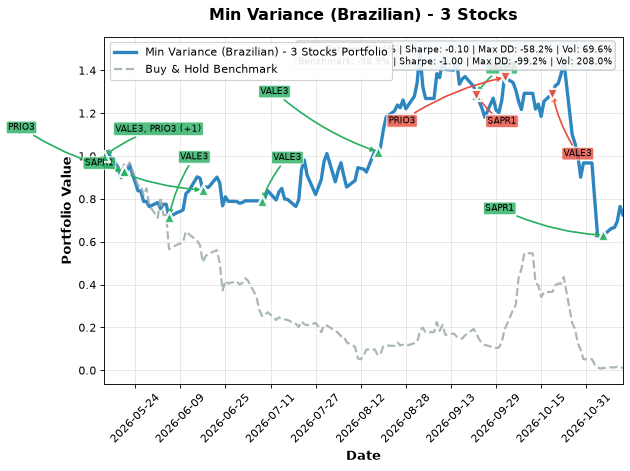 Min Variance (Brazilian) - 3 Stocks
Min Variance (Brazilian) - 3 Stocks Portfolio
Buy & Hold Benchmark
% | Sharpe: -0.10 | Max DD: -58.2% | Vol: 69.6%
Benchmark: -98.9% | Sharpe: -1.00 | Max DD: -99.2% | Vol: 208.0%
PRIO3
VALE3, PRIO3 (+1)
SAPR1
VALE3
VALE3
VALE3
PRIO3
SAPR1
VALE3
SAPR1
Portfolio Value
1.4
1.2
1.0
0.8
0.6
0.4
0.2
0.0
2026-05-24
2026-06-09
2026-06-25
2026-07-11
2026-07-27
2026-08-12
2026-08-28
2026-09-13
2026-09-29
2026-10-15
2026-10-31
Date